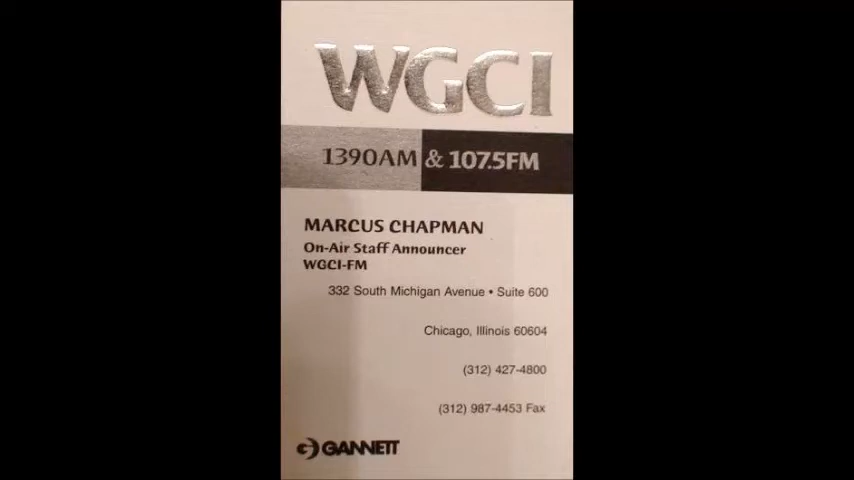 WGCI
1390AM & 107.5FM
MARCUS CHAPMAN
On-Air Staff Announcer
WGCI-FM
332 South Michigan Avenue • Suite 600
Chicago, Illinois 60604
(312) 427-4800
(312) 987-4453 Fax
GANNETT